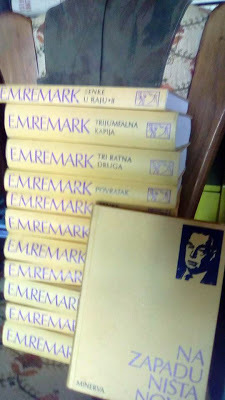 E.M.REMARK SENKE
U RAJU•II
E.M.REMARK TRIJUMFALNA
KAPIJA
E.M.REMARK TRI RATNA
DRUGA
E.M.REMARK POVRATAK
E.M.REMARK
E.M.REMARK
E.M.REMARK
E.M.REMARK
E.M.REMARK
E.M.REMARK
E.M.REMARK
NA
ZAPADU
NIŠTA
MINERVA